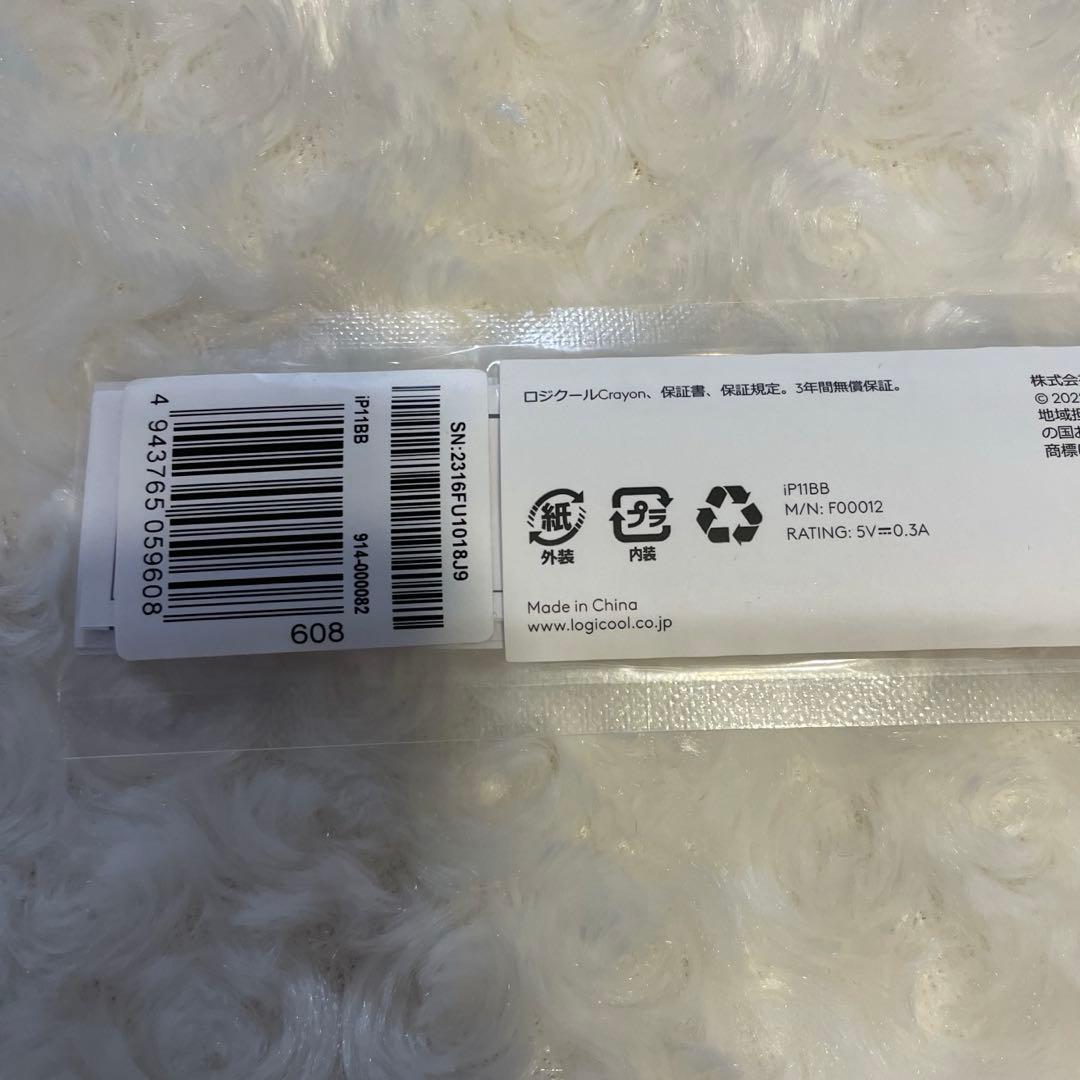 SN:2316FU1018J9
iP11BB 914-000082
4 943765 059608
608
ロジクールCrayon、保証書、保証規定。3年間無償保証。
紙
外装
プラ
内装
iP11BB
M/N: F00012
RATING: 5V⎓0.3A
Made in China
www.logicool.co.jp
株式会
© 202
地域
の国
商標